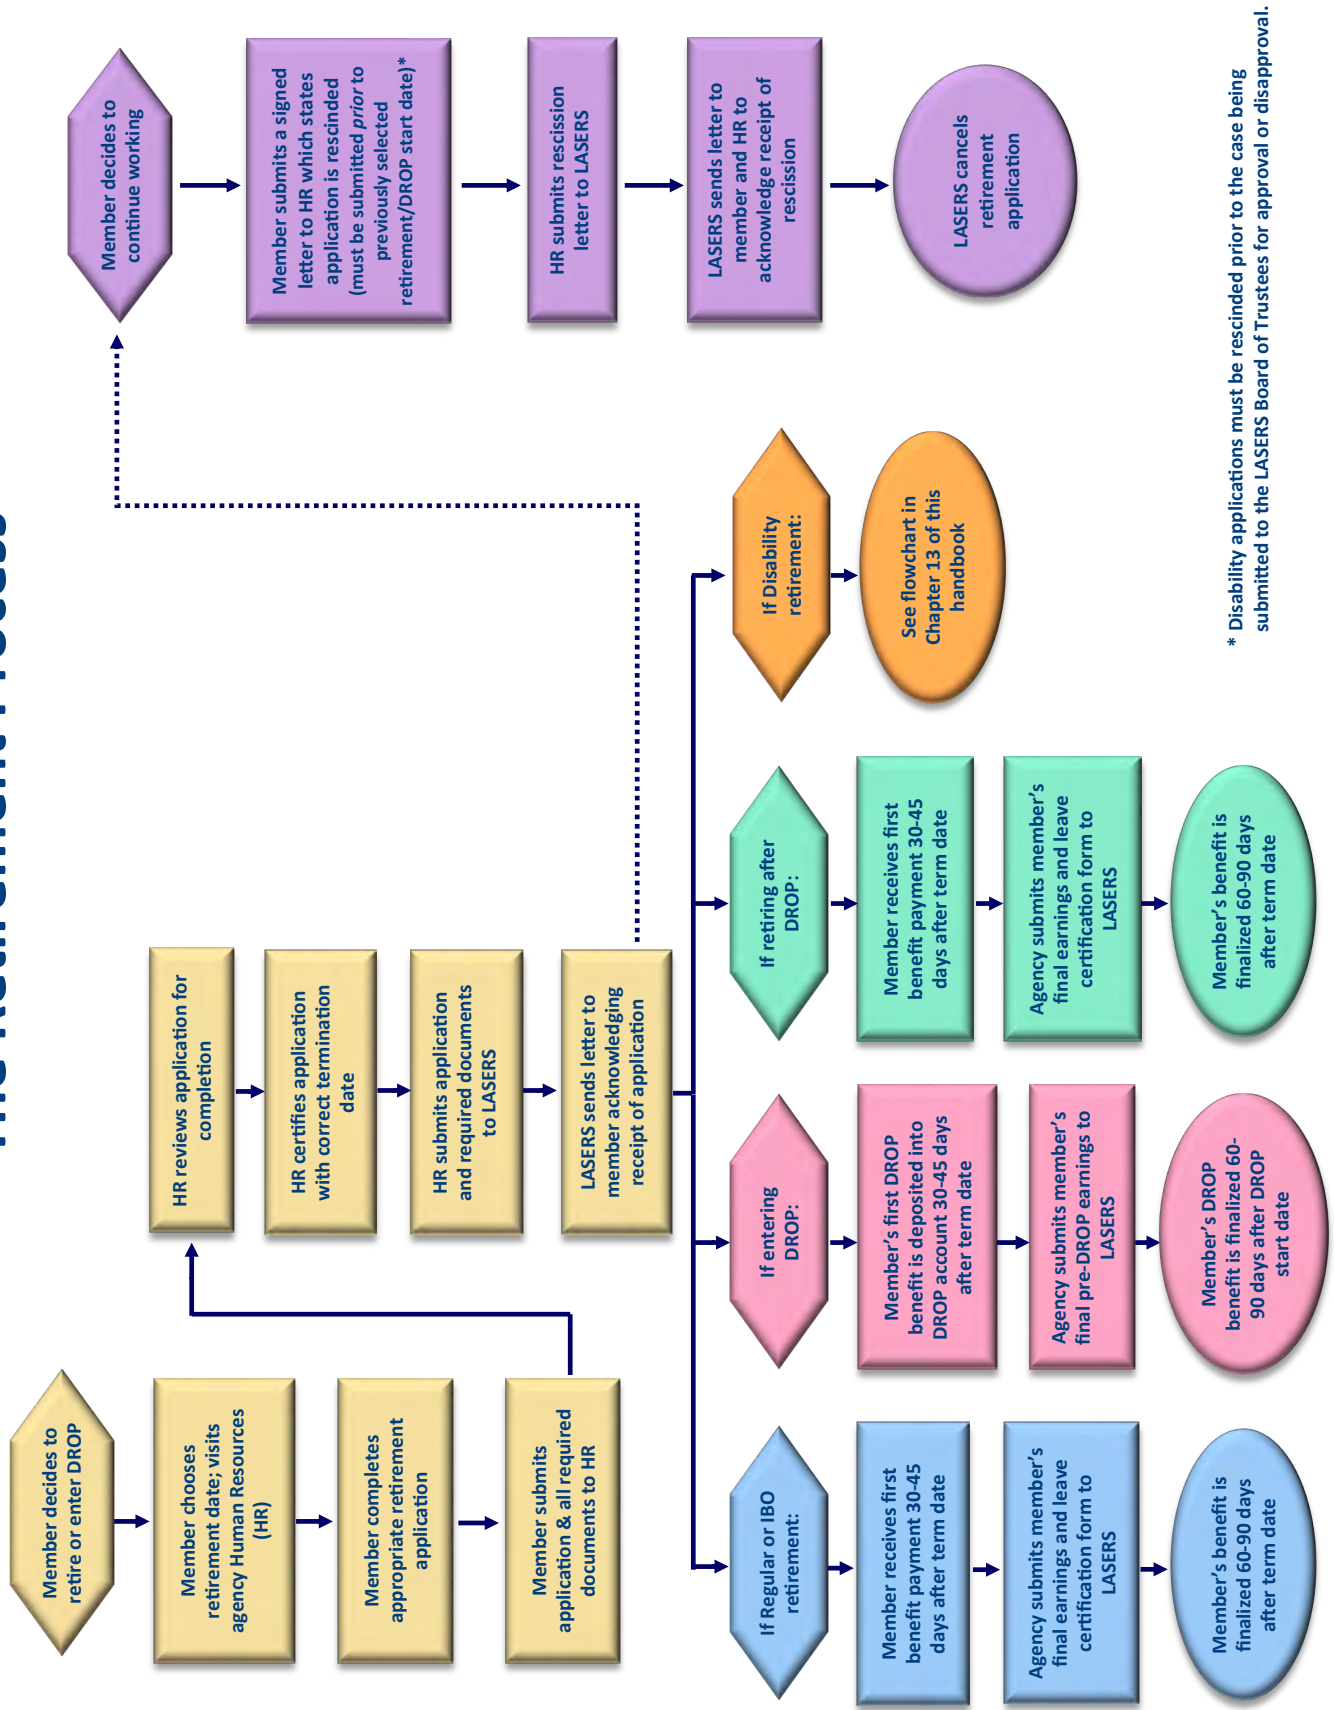 The Retirement Process
Member decides to
retire or enter DROP
Member chooses
retirement date; visits
agency Human Resources
(HR)
Member completes
appropriate retirement
application
Member submits
application & all required
documents to HR
HR reviews application for
completion
HR certifies application
with correct termination
date
HR submits application
and required documents
to LASERS
LASERS sends letter to
member acknowledging
receipt of application
Member decides to
continue working
Member submits a signed
letter to HR which states
application is rescinded
(must be submitted prior to
previously selected
retirement/DROP start date)*
HR submits rescission
letter to LASERS
LASERS sends letter to
member and HR to
acknowledge receipt of
rescission
LASERS cancels
retirement
application
If Regular or IBO
retirement:
Member receives first
benefit payment 30-45
days after term date
Agency submits member's
final earnings and leave
certification form to
LASERS
Member's benefit is
finalized 60-90 days
after term date
If entering
DROP:
Member's first DROP
benefit is deposited into
DROP account 30-45 days
after term date
Agency submits member's
final pre-DROP earnings to
LASERS
Member's DROP
benefit is finalized 60-
90 days after DROP
start date
If retiring after
DROP:
Member receives first
benefit payment 30-45
days after term date
Agency submits member's
final earnings and leave
certification form to
LASERS
Member's benefit is
finalized 60-90 days
after term date
If Disability
retirement:
See flowchart in
Chapter 13 of this
handbook
* Disability applications must be rescinded prior to the case being
submitted to the LASERS Board of Trustees for approval or disapproval.